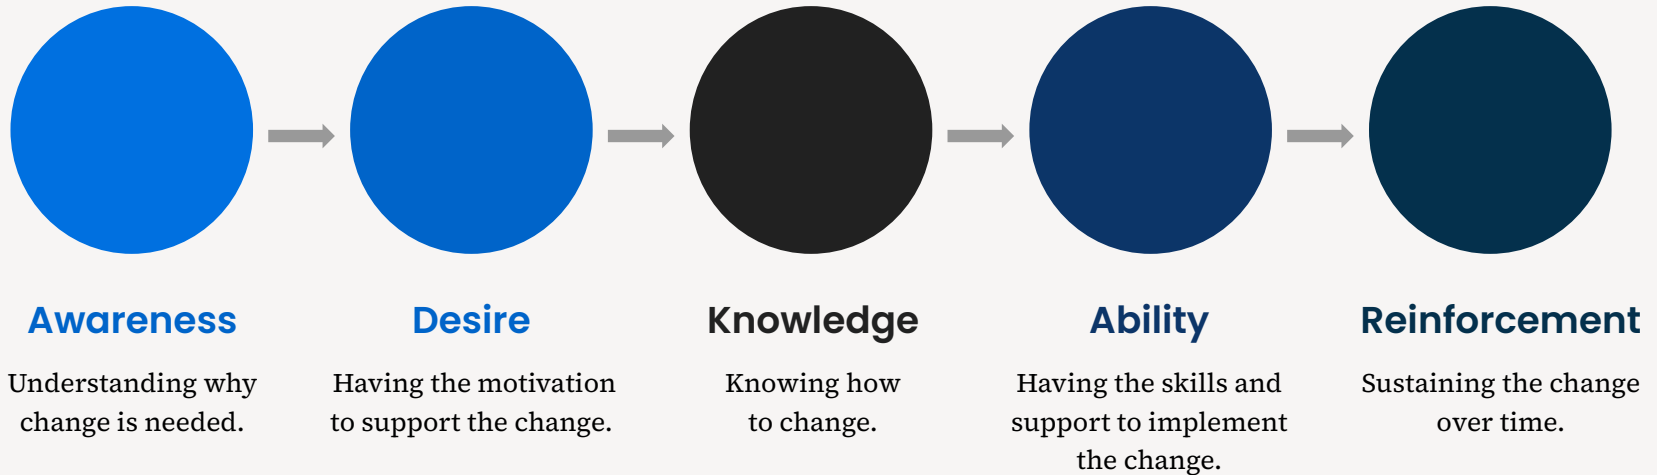 Awareness
Understanding why
change is needed.
Desire
Having the motivation
to support the change.
Knowledge
Knowing how
to change.
Ability
Having the skills and
support to implement
the change.
Reinforcement
Sustaining the change
over time.